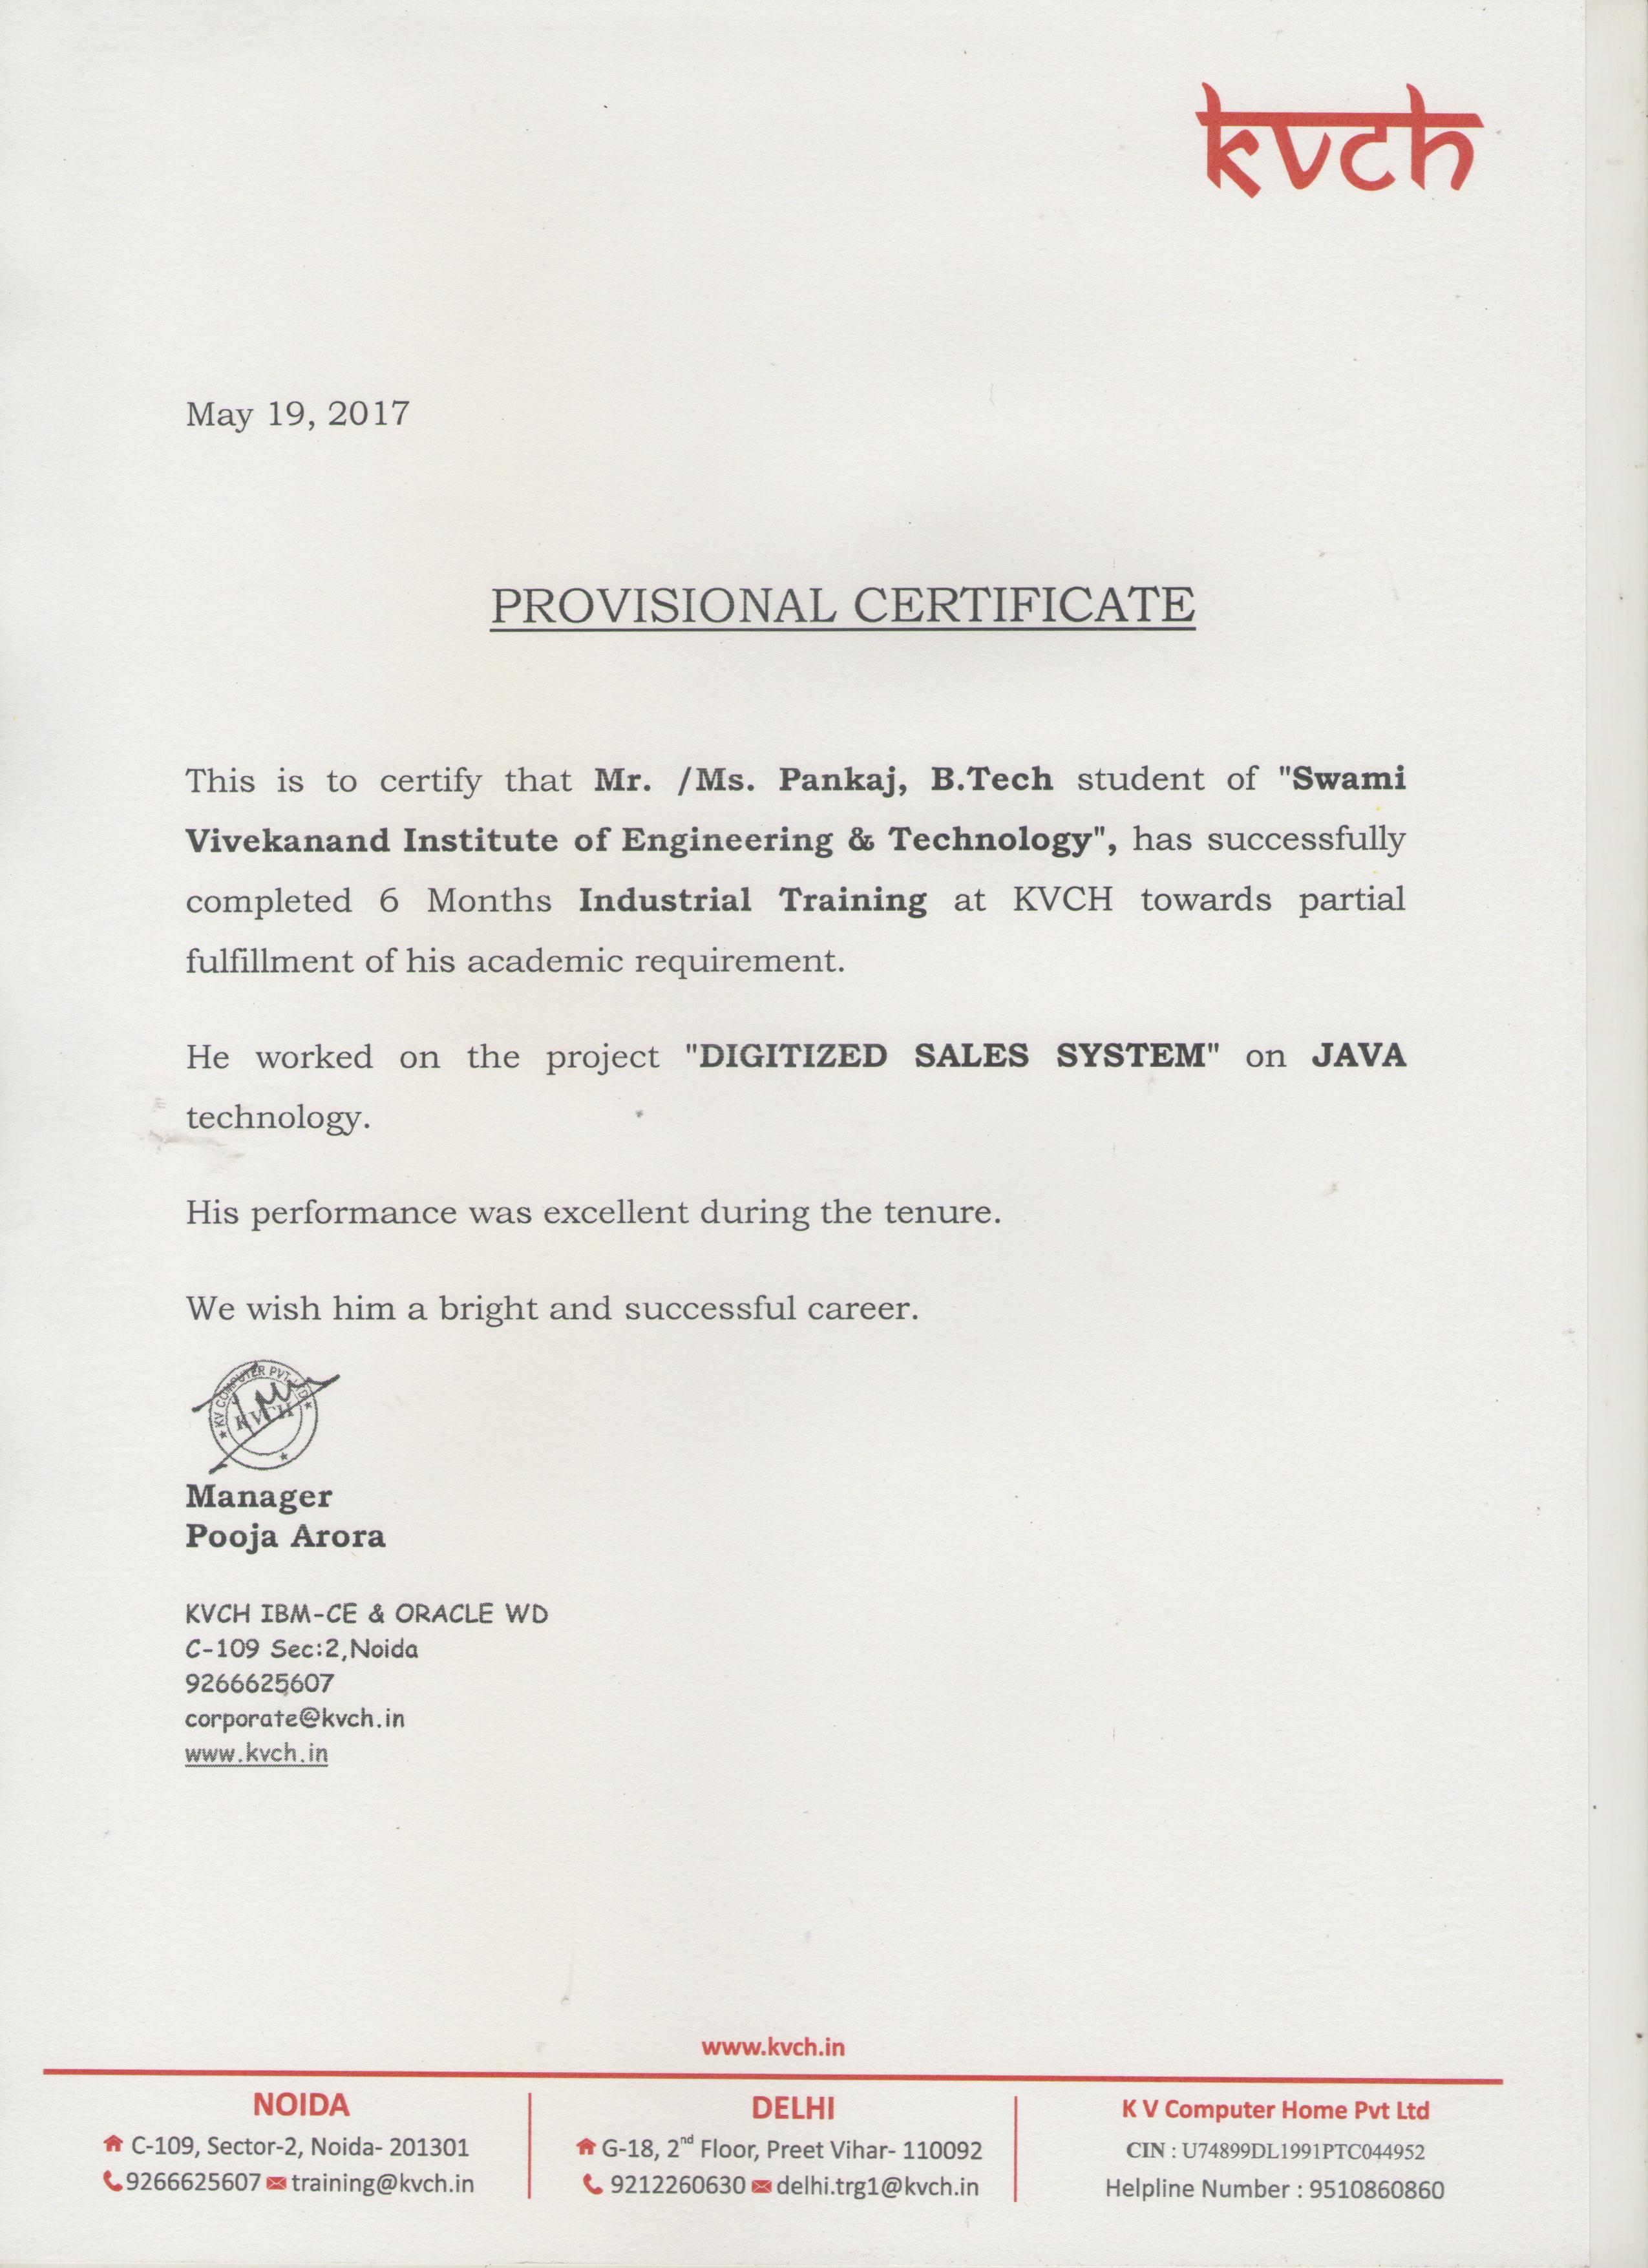 kvch
May 19, 2017
PROVISIONAL CERTIFICATE
This is to certify that Mr. /Ms. Pankaj, B.Tech student of "Swami
Vivekanand Institute of Engineering & Technology", has successfully
completed 6 Months Industrial Training at KVCH towards partial
fulfillment of his academic requirement.
He worked on the project "DIGITIZED SALES SYSTEM" on JAVA
technology.
His performance was excellent during the tenure.
We wish him a bright and successful career.
KV COMPUTER PVT. LTD
KVCH
Manager
Pooja Arora
KVCH IBM-CE & ORACLE WD
C-109 Sec:2,Noida
9266625607
corporate@kvch.in
www.kvch.in
www.kvch.in
NOIDA
C-109, Sector-2, Noida- 201301
9266625607 training@kvch.in
DELHI
G-18, 2nd Floor, Preet Vihar- 110092
9212260630 delhi.trg1@kvch.in
K V Computer Home Pvt Ltd
CIN : U74899DL1991PTC044952
Helpline Number : 9510860860